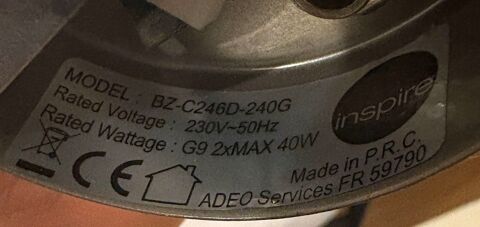 MODEL : BZ-C246D-240G
Rated Voltage : 230V~50Hz
Rated Wattage : G9 2xMAX 40W
inspire
CE
Made in P.R.C.
ADEO Services FR 59790